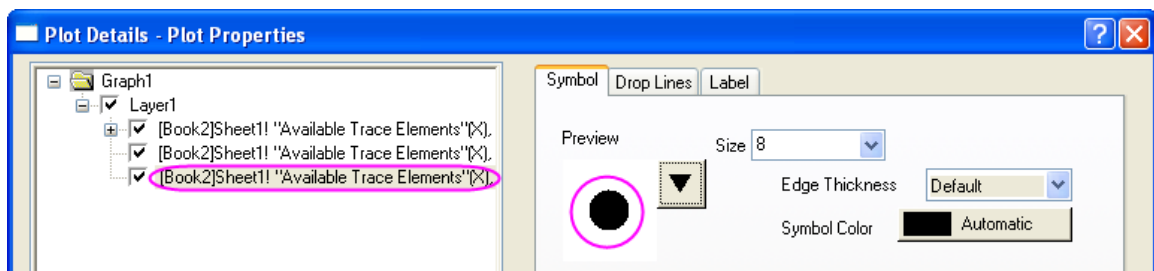 Plot Details - Plot Properties
Graph1
Layer1
[Book2]Sheet1! "Available Trace Elements"(X),
[Book2]Sheet1! "Available Trace Elements"(X),
[Book2]Sheet1! "Available Trace Elements"(X),
Symbol Drop Lines Label
Preview
Size 8
Edge Thickness Default
Symbol Color Automatic